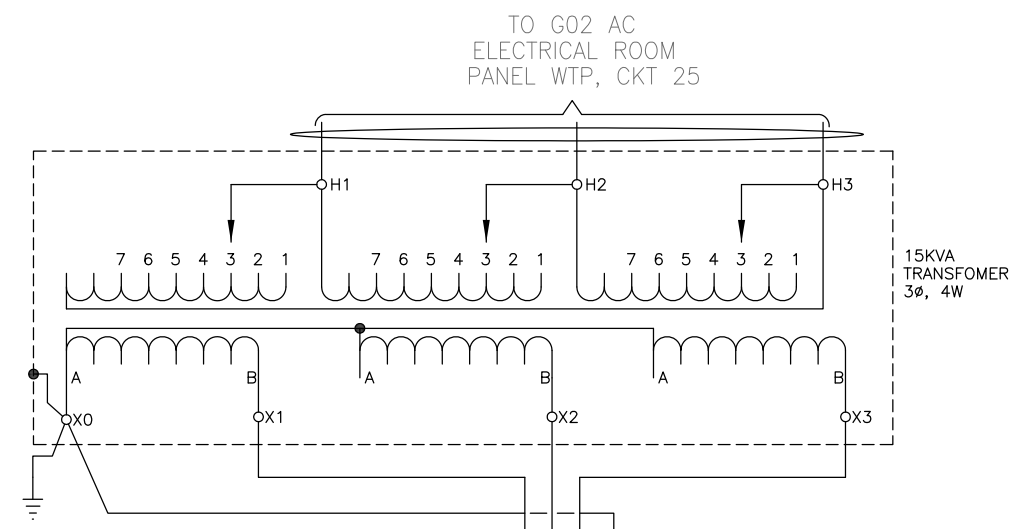 TO G02 AC
ELECTRICAL ROOM
PANEL WTP, CKT 25
H1 H2 H3
7 6 5 4 3 2 1 7 6 5 4 3 2 1 7 6 5 4 3 2 1
15KVA
TRANSFOMER
3ø, 4W
A B A B A B
X0 X1 X2 X3